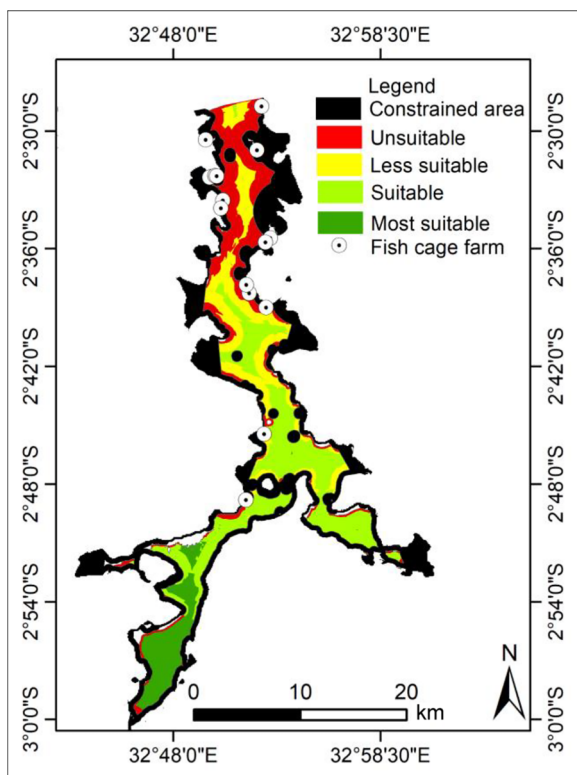 32°48'0"E 32°58'30"E
Legend
Constrained area
Unsuitable
Less suitable
Suitable
Most suitable
Fish cage farm
2°30'0"S 2°30'0"S
2°36'0"S 2°36'0"S
2°42'0"S 2°42'0"S
2°48'0"S 2°48'0"S
2°54'0"S 2°54'0"S
3°0'0"S 3°0'0"S
N
0 10 20
km
32°48'0"E 32°58'30"E